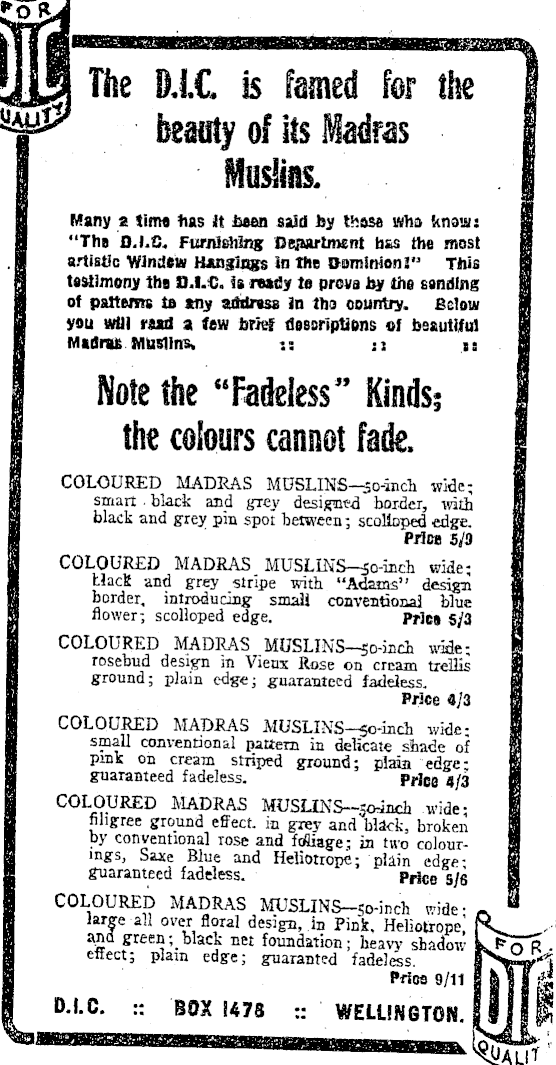 FOR
DIC
QUALITY
The D.I.C. is famed for the
beauty of its Madras
Muslins.
Many a time has it been said by those who know:
"The D.I.C. Furnishing Department has the most
artistic Window Hangings in the Dominion!" This
testimony the D.I.C. is ready to prove by the sending
of patterns to any address in the country. Below
you will read a few brief descriptions of beautiful
Madras Muslins. :: :: ::
Note the "Fadeless" Kinds;
the colours cannot fade.
COLOURED MADRAS MUSLINS—50-inch wide;
smart black and grey designed border, with
black and grey pin spot between; scolloped edge.
Price 5/9
COLOURED MADRAS MUSLINS—50-inch wide;
black and grey stripe with "Adams" design
border, introducing small conventional blue
flower; scolloped edge. Price 5/3
COLOURED MADRAS MUSLINS—50-inch wide;
rosebud design in Vieux Rose on cream trellis
ground; plain edge; guaranteed fadeless.
Price 4/3
COLOURED MADRAS MUSLINS—50-inch wide;
small conventional pattern in delicate shade of
pink on cream striped ground; plain edge;
guaranteed fadeless. Price 4/3
COLOURED MADRAS MUSLINS—50-inch wide;
filigree ground effect. in grey and black, broken
by conventional rose and foliage; in two colour-
ings, Saxe Blue and Heliotrope; plain edge;
guaranteed fadeless. Price 5/6
COLOURED MADRAS MUSLINS—50-inch wide;
large all over floral design, in Pink, Heliotrope,
and green; black net foundation; heavy shadow
effect; plain edge; guaranted fadeless.
Price 9/11
D.I.C. :: BOX 1478 :: WELLINGTON.
FOR
DIC
QUALIT